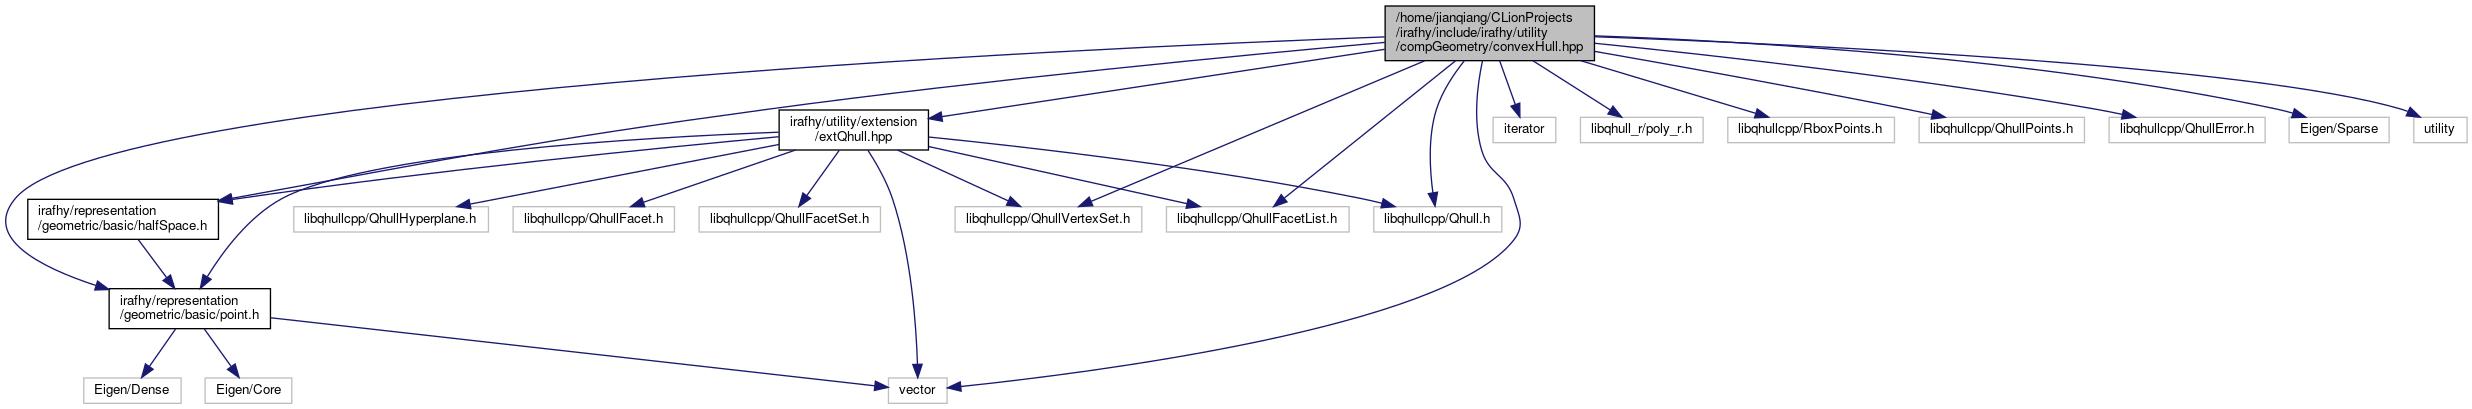 /home/jianqiang/CLionProjects
/irafhy/include/irafhy/utility
/compGeometry/convexHull.hpp
irafhy/utility/extension
/extQhull.hpp
iterator
libqhull_r/poly_r.h
libqhullcpp/RboxPoints.h
libqhullcpp/QhullPoints.h
libqhullcpp/QhullError.h
Eigen/Sparse
utility
irafhy/representation
/geometric/basic/halfSpace.h
libqhullcpp/QhullHyperplane.h
libqhullcpp/QhullFacet.h
libqhullcpp/QhullFacetSet.h
libqhullcpp/QhullVertexSet.h
libqhullcpp/QhullFacetList.h
libqhullcpp/Qhull.h
irafhy/representation
/geometric/basic/point.h
Eigen/Dense
Eigen/Core
vector